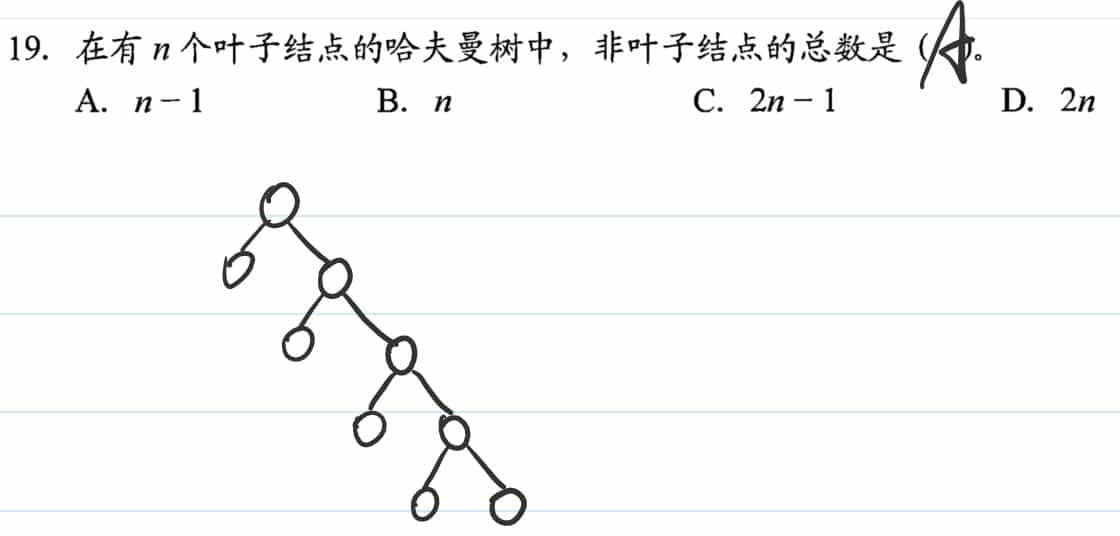 19. 在有 n 个叶子结点的哈夫曼树中，非叶子结点的总数是（A）。
A. n－1 B. n C. 2n－1 D. 2n